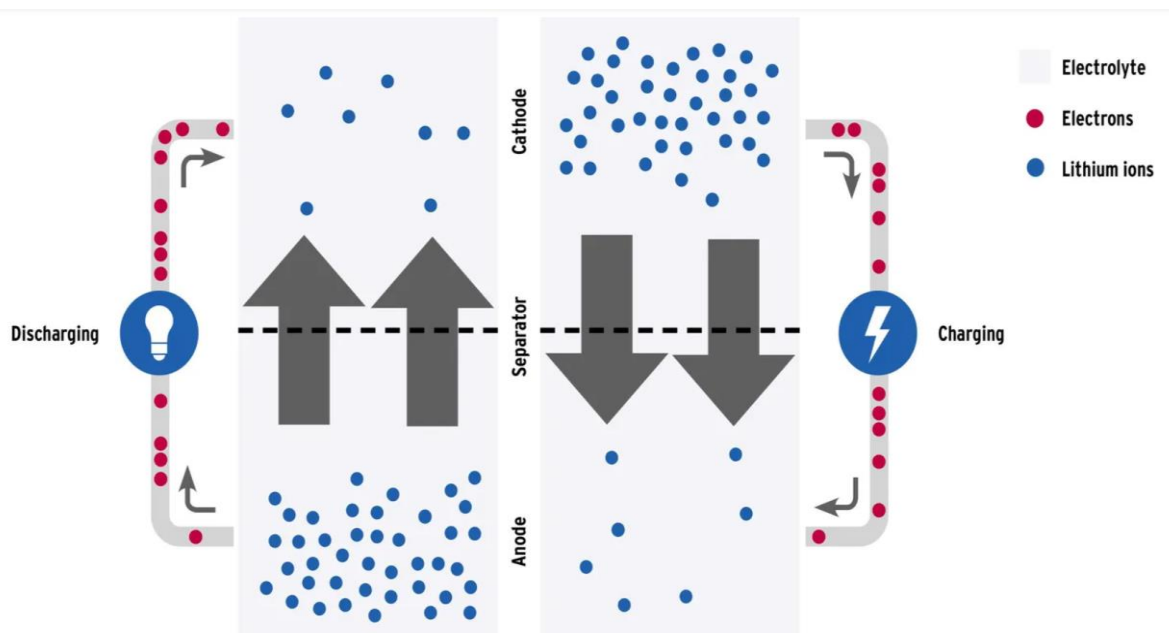 Electrolyte
Electrons
Lithium ions
Cathode
Separator
Anode
Discharging
Charging